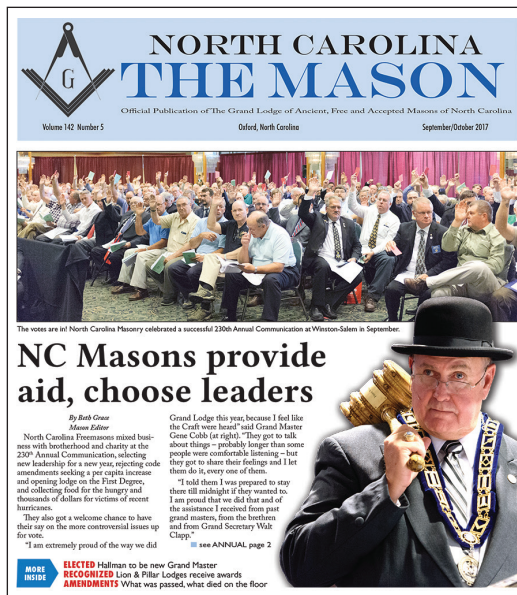 G
NORTH CAROLINA
THE MASON
Official Publication of The Grand Lodge of Ancient, Free and Accepted Masons of North Carolina
Volume 142 Number 5
Oxford, North Carolina
September/October 2017
The votes are in! North Carolina Masonry celebrated a successful 230th Annual Communication at Winston-Salem in September.
NC Masons provide
aid, choose leaders
By Beth Grace
Mason Editor
North Carolina Freemasons mixed busi-
ness with brotherhood and charity at the
230th Annual Communication, selecting
new leadership for a new year, rejecting code
amendments seeking a per capita increase
and opening lodge on the First Degree,
and collecting food for the hungry and
thousands of dollars for victims of recent
hurricanes.
They also got a welcome chance to have
their say on the more controversial issues up
for vote.
"I am extremely proud of the way we did
Grand Lodge this year, because I feel like
the Craft were heard" said Grand Master
Gene Cobb (at right). "They got to talk
about things – probably longer than some
people were comfortable listening – but
they got to share their feelings and I let
them do it, every one of them.
"I told them I was prepared to stay
there till midnight if they wanted to.
I am proud that we did that and of
the assistance I received from past
grand masters, from the brethren
and from Grand Secretary Walt
Clapp."
see ANNUAL page 2
MORE
INSIDE
ELECTED Hallman to be new Grand Master
RECOGNIZED Lion & Pillar Lodges receive awards
AMENDMENTS What was passed, what died on the floor